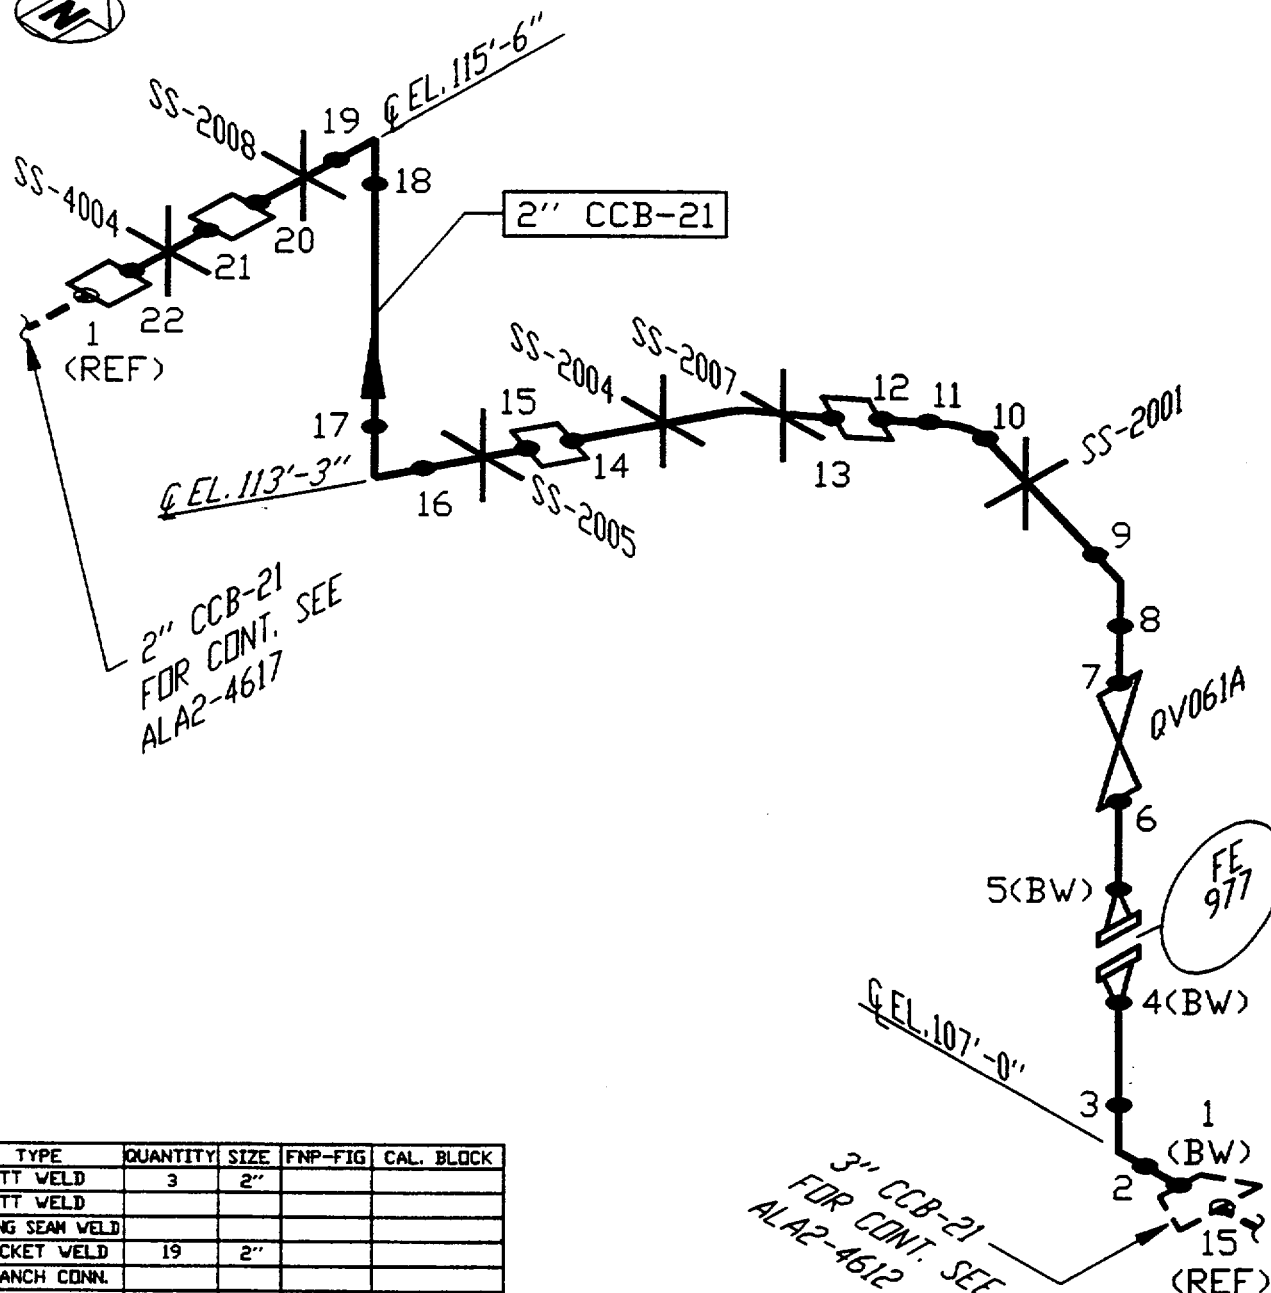 N
℄ EL. 115'-6"
SS-2008
19
SS-4004
18
2" CCB-21
20
21
22
1
(REF)
SS-2004
SS-2007
15
12
11
10
SS-2001
17
14
13
℄ EL. 113'-3"
16
SS-2005
9
8
2" CCB-21
FOR CONT. SEE
ALA2-4617
7
QV061A
6
FE
977
5(BW)
4(BW)
℄ EL. 107'-0"
3
1
(BW)
2
3" CCB-21
FOR CONT. SEE
ALA2-4612
15
(REF)
TYPE QUANTITY SIZE FNP-FIG CAL. BLOCK
TT WELD 3 2"
TT WELD
NG SEAM WELD
CKET WELD 19 2"
ANCH CONN.